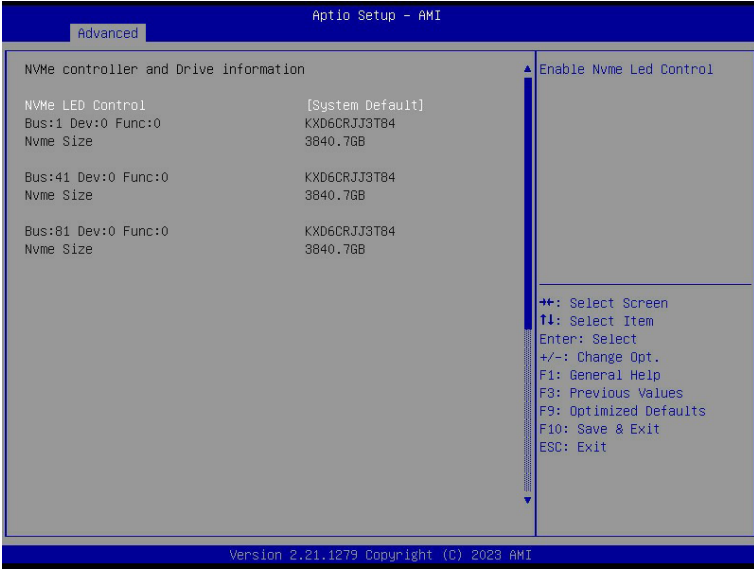 Aptio Setup – AMI
Advanced
NVMe controller and Drive information
NVMe LED Control [System Default]
Bus:1 Dev:0 Func:0 KXD6CRJJ3T84
Nvme Size 3840.7GB
Bus:41 Dev:0 Func:0 KXD6CRJJ3T84
Nvme Size 3840.7GB
Bus:81 Dev:0 Func:0 KXD6CRJJ3T84
Nvme Size 3840.7GB
Enable Nvme Led Control
→←: Select Screen
↑↓: Select Item
Enter: Select
+/-: Change Opt.
F1: General Help
F3: Previous Values
F9: Optimized Defaults
F10: Save & Exit
ESC: Exit
Version 2.21.1279 Copyright (C) 2023 AMI